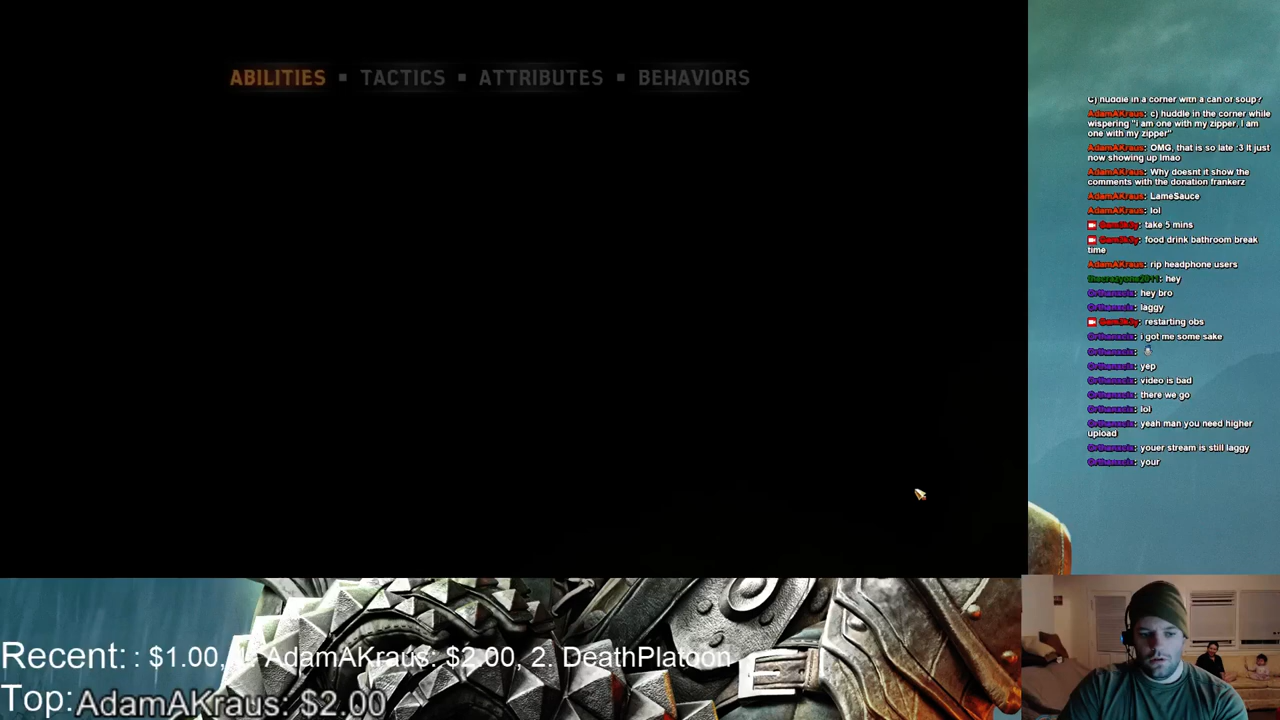 ABILITIES ▪ TACTICS ▪ ATTRIBUTES ▪ BEHAVIORS
C) huddle in a corner with a can of soup?
AdamAKraus: c) huddle in the corner while
wispering "i am one with my zipper, I am
one with my zipper"
AdamAKraus: OMG, that is so late :3 It just
now showing up lmao
AdamAKraus: Why doesnt it show the
comments with the donation frankerz
AdamAKraus: LameSauce
AdamAKraus: lol
take 5 mins
food drink bathroom break
time
AdamAKraus: rip headphone users
hey
hey bro
laggy
restarting obs
i got me some sake
yep
video is bad
there we go
lol
yeah man you need higher
upload
youer stream is still laggy
your
Recent: : $1.00, 1. AdamAKraus: $2.00, 2. DeathPlatoon
Top: AdamAKraus: $2.00